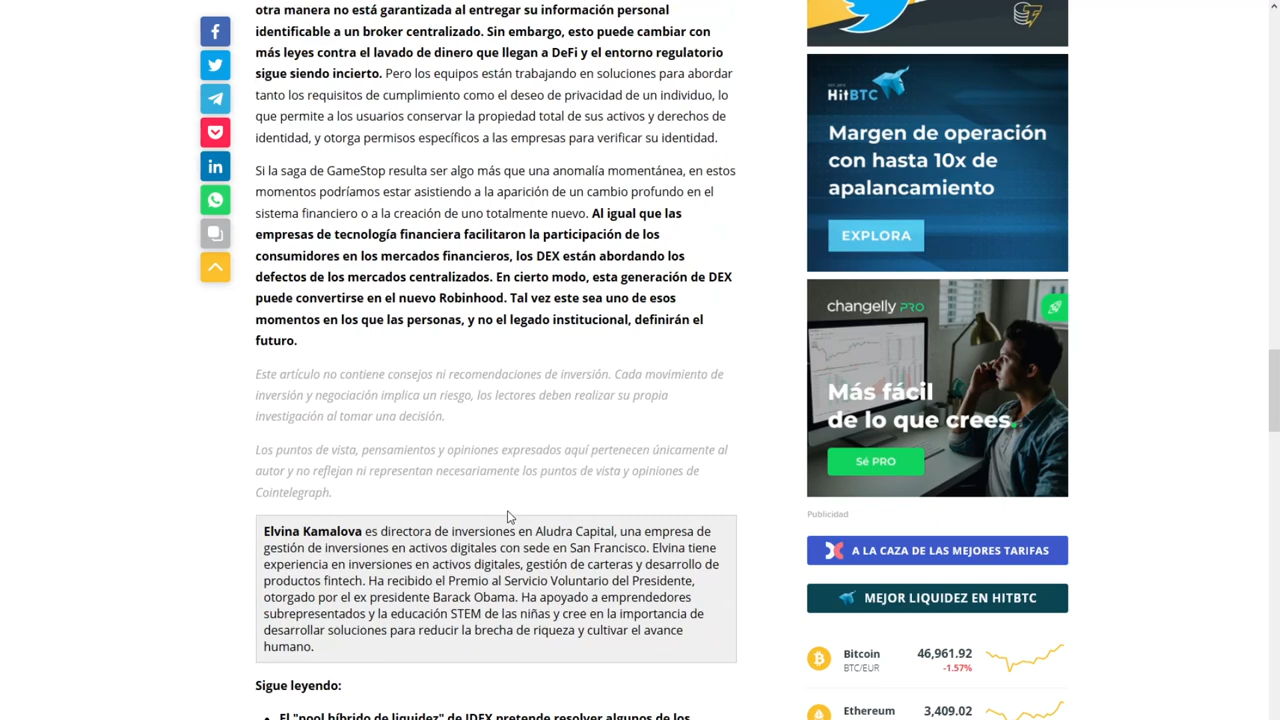 otra manera no está garantizada al entregar su información personal
identificable a un broker centralizado. Sin embargo, esto puede cambiar con
más leyes contra el lavado de dinero que llegan a DeFi y el entorno regulatorio
sigue siendo incierto. Pero los equipos están trabajando en soluciones para abordar
tanto los requisitos de cumplimiento como el deseo de privacidad de un individuo, lo
que permite a los usuarios conservar la propiedad total de sus activos y derechos de
identidad, y otorga permisos específicos a las empresas para verificar su identidad.
Si la saga de GameStop resulta ser algo más que una anomalía momentánea, en estos
momentos podríamos estar asistiendo a la aparición de un cambio profundo en el
sistema financiero o a la creación de uno totalmente nuevo. Al igual que las
empresas de tecnología financiera facilitaron la participación de los
consumidores en los mercados financieros, los DEX están abordando los
defectos de los mercados centralizados. En cierto modo, esta generación de DEX
puede convertirse en el nuevo Robinhood. Tal vez este sea uno de esos
momentos en los que las personas, y no el legado institucional, definirán el
futuro.
Este artículo no contiene consejos ni recomendaciones de inversión. Cada movimiento de
inversión y negociación implica un riesgo, los lectores deben realizar su propia
investigación al tomar una decisión.
Los puntos de vista, pensamientos y opiniones expresados aquí pertenecen únicamente al
autor y no reflejan ni representan necesariamente los puntos de vista y opiniones de
Cointelegraph.
Elvina Kamalova es directora de inversiones en Aludra Capital, una empresa de
gestión de inversiones en activos digitales con sede en San Francisco. Elvina tiene
experiencia en inversiones en activos digitales, gestión de carteras y desarrollo de
productos fintech. Ha recibido el Premio al Servicio Voluntario del Presidente,
otorgado por el ex presidente Barack Obama. Ha apoyado a emprendedores
subrepresentados y la educación STEM de las niñas y cree en la importancia de
desarrollar soluciones para reducir la brecha de riqueza y cultivar el avance
humano.
Sigue leyendo:
El "pool híbrido de liquidez" de IDEX pretende resolver algunos de los
HitBTC
Margen de operación
con hasta 10x de
apalancamiento
EXPLORA
changelly PRO
Más fácil
de lo que crees.
Sé PRO
Publicidad
A LA CAZA DE LAS MEJORES TARIFAS
MEJOR LIQUIDEZ EN HITBTC
Bitcoin 46,961.92
BTC/EUR -1.57%
Ethereum 3,409.02